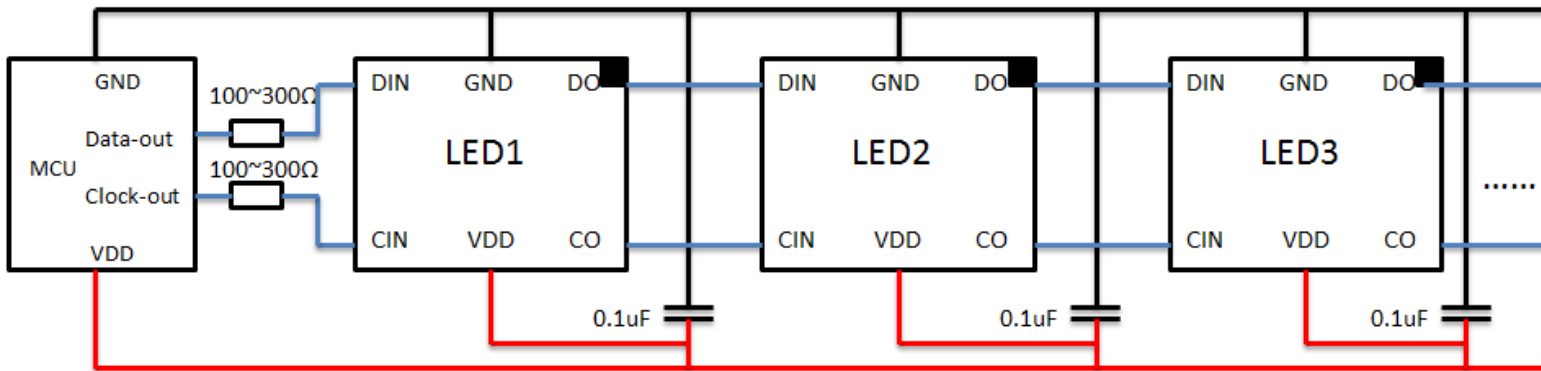 GND
Data-out
MCU
Clock-out
VDD
100~300Ω
100~300Ω
DIN GND DO
LED1
CIN VDD CO
0.1uF
DIN GND DO
LED2
CIN VDD CO
0.1uF
DIN GND DO
LED3
CIN VDD CO
0.1uF
......